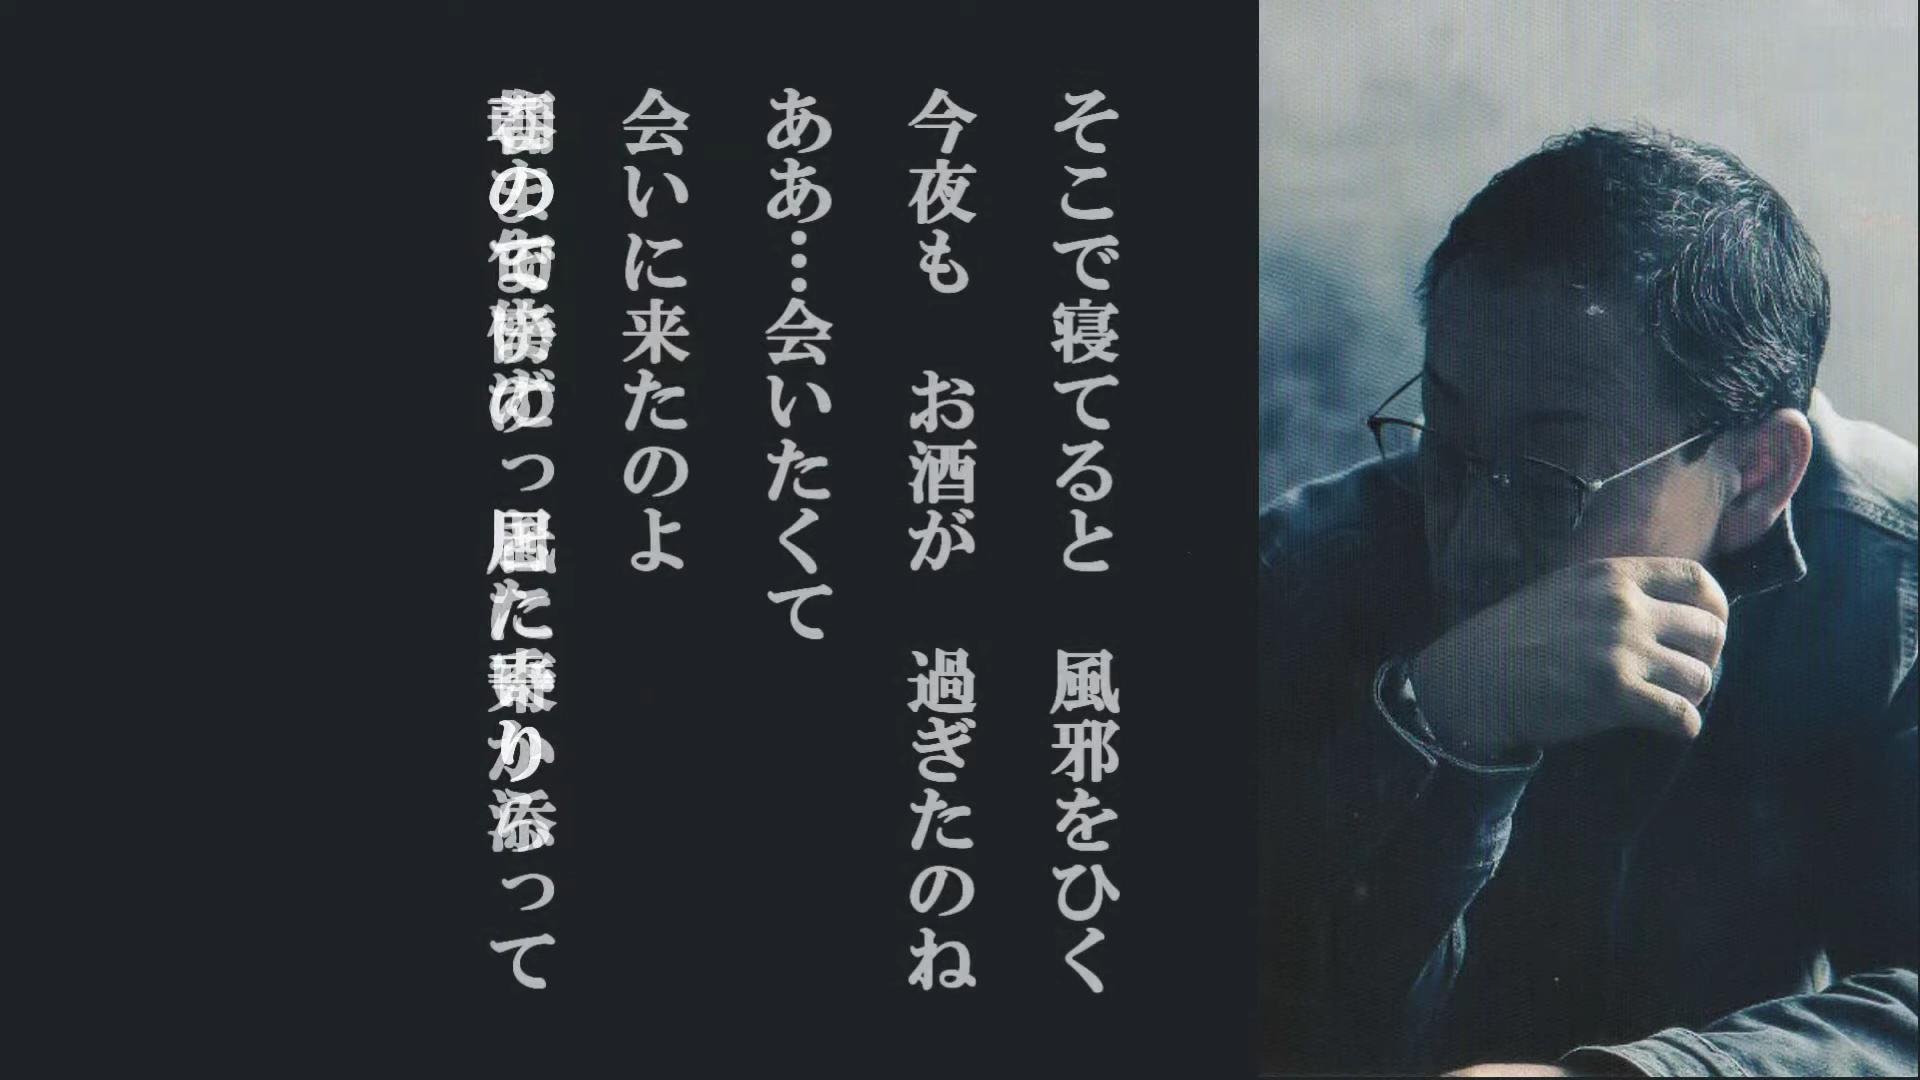 そこで寝てると　風邪をひく
今夜も　お酒が　過ぎたのね
ああ…会いたくて
会いに来たのよ